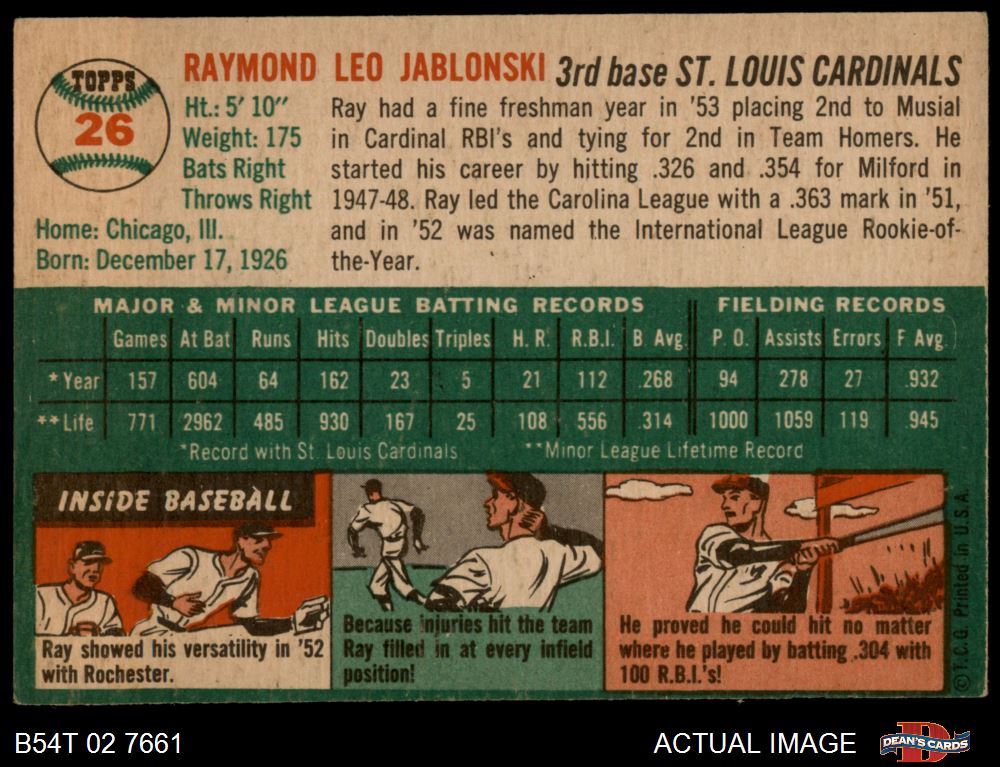 TOPPS
26
RAYMOND LEO JABLONSKI 3rd base ST. LOUIS CARDINALS
Ht.: 5' 10"
Weight: 175
Bats Right
Throws Right
Home: Chicago, Ill.
Born: December 17, 1926
Ray had a fine freshman year in '53 placing 2nd to Musial
in Cardinal RBI's and tying for 2nd in Team Homers. He
started his career by hitting .326 and .354 for Milford in
1947-48. Ray led the Carolina League with a .363 mark in '51,
and in '52 was named the International League Rookie-of-
the-Year.
MAJOR & MINOR LEAGUE BATTING RECORDS FIELDING RECORDS
Games At Bat Runs Hits Doubles Triples H. R. R.B.I. B Avg. P. O. Assists Errors F Avg.
* Year 157 604 64 162 23 5 21 112 .268 94 278 27 .932
** Life 771 2962 485 930 167 25 108 556 .314 1000 1059 119 .945
*Record with St. Louis Cardinals **Minor League Lifetime Record
INSIDE BASEBALL
Ray showed his versatility in '52
with Rochester.
Because injuries hit the team
Ray filled in at every infield
position!
He proved he could hit no matter
where he played by batting .304 with
100 R.B.I.'s!
© T.C.G. Printed in U.S.A.
B54T 02 7661
ACTUAL IMAGE
D
DEAN'S CARDS